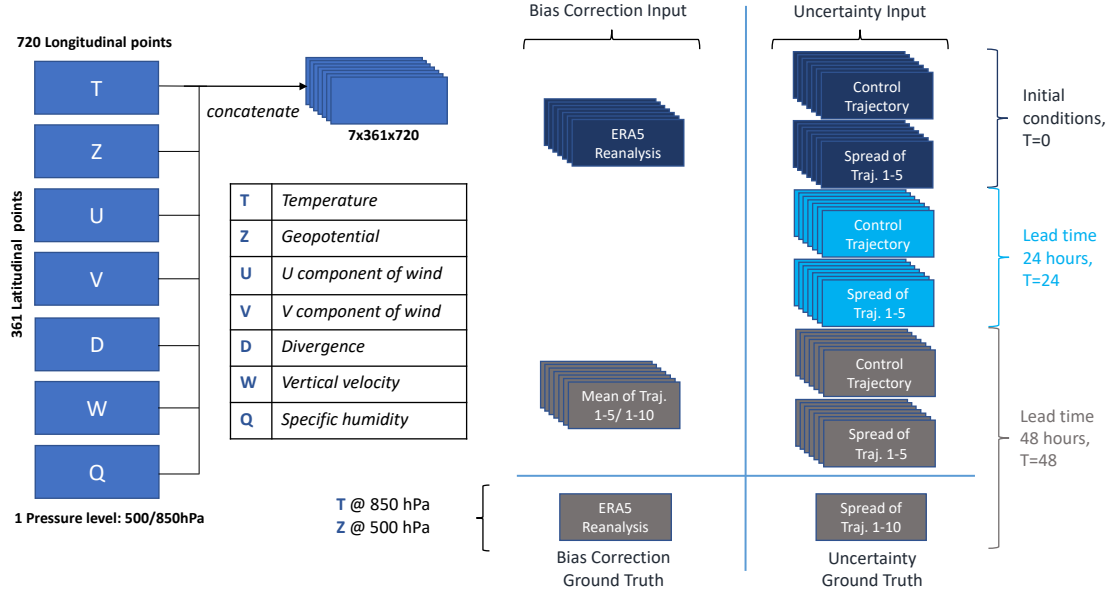 Bias Correction Input
Uncertainty Input
720 Longitudinal points
361 Latitudinal points
T
Z
U
V
D
W
Q
1 Pressure level: 500/850hPa
concatenate
7x361x720
T Temperature
Z Geopotential
U U component of wind
V V component of wind
D Divergence
W Vertical velocity
Q Specific humidity
T @ 850 hPa
Z @ 500 hPa
ERA5
Reanalysis
Mean of Traj.
1-5/ 1-10
ERA5
Reanalysis
Bias Correction
Ground Truth
Control
Trajectory
Spread of
Traj. 1-5
Control
Trajectory
Spread of
Traj. 1-5
Control
Trajectory
Spread of
Traj. 1-5
Spread of
Traj. 1-10
Uncertainty
Ground Truth
Initial
conditions,
T=0
Lead time
24 hours,
T=24
Lead time
48 hours,
T=48